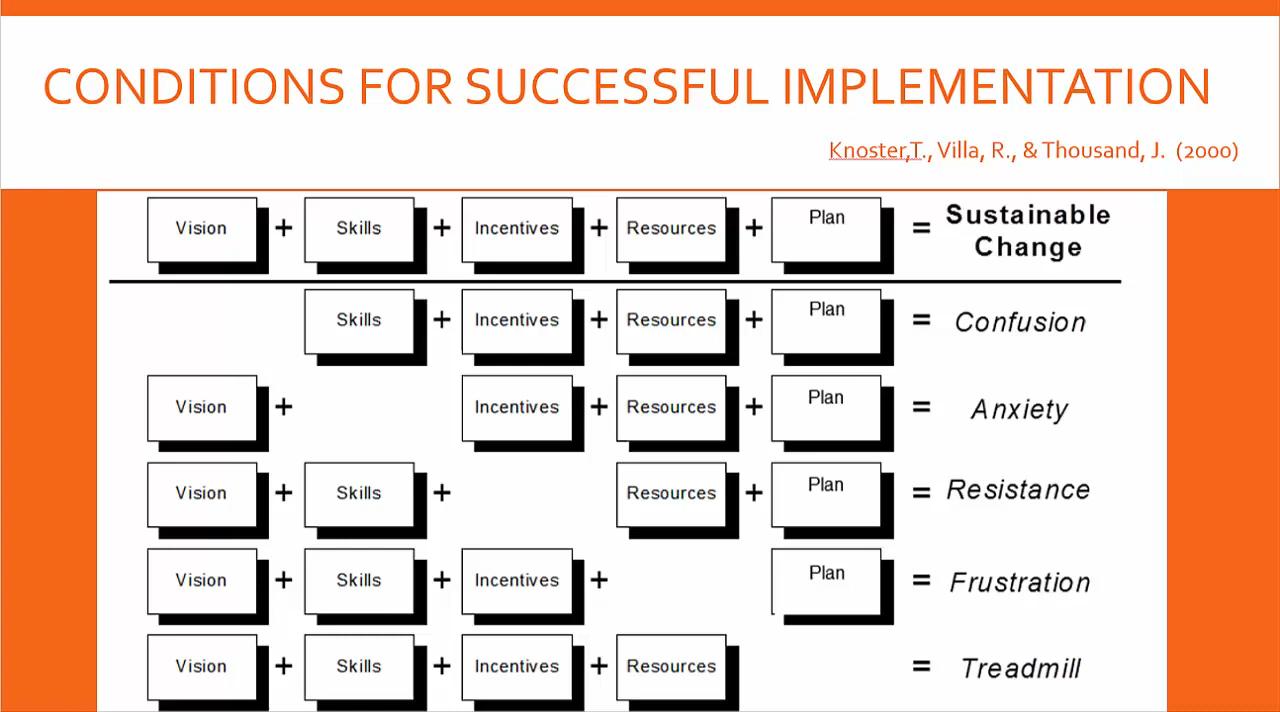 CONDITIONS FOR SUCCESSFUL IMPLEMENTATION
Knoster,T., Villa, R., & Thousand, J. (2000)
Vision + Skills + Incentives + Resources + Plan = Sustainable
Change
Skills + Incentives + Resources + Plan = Confusion
Vision + Incentives + Resources + Plan = Anxiety
Vision + Skills + Resources + Plan = Resistance
Vision + Skills + Incentives + Plan = Frustration
Vision + Skills + Incentives + Resources = Treadmill